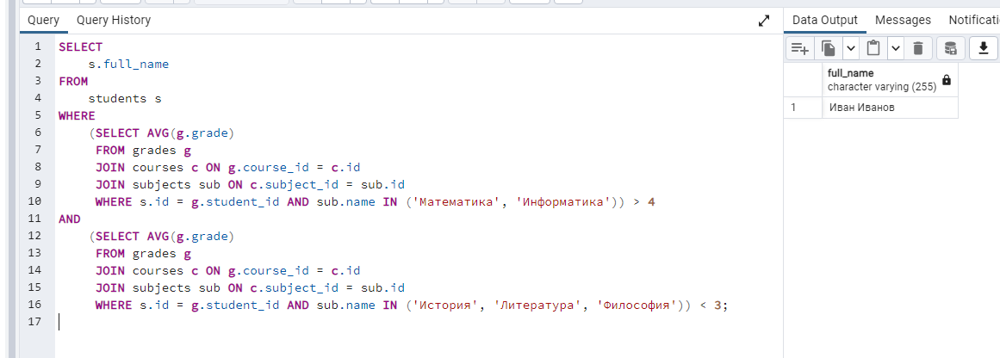 Query Query History
1 SELECT
2 s.full_name
3 FROM
4 students s
5 WHERE
6 (SELECT AVG(g.grade)
7 FROM grades g
8 JOIN courses c ON g.course_id = c.id
9 JOIN subjects sub ON c.subject_id = sub.id
10 WHERE s.id = g.student_id AND sub.name IN ('Математика', 'Информатика')) > 4
11 AND
12 (SELECT AVG(g.grade)
13 FROM grades g
14 JOIN courses c ON g.course_id = c.id
15 JOIN subjects sub ON c.subject_id = sub.id
16 WHERE s.id = g.student_id AND sub.name IN ('История', 'Литература', 'Философия')) < 3;
17
Data Output Messages Notificati
full_name
character varying (255)
1 Иван Иванов